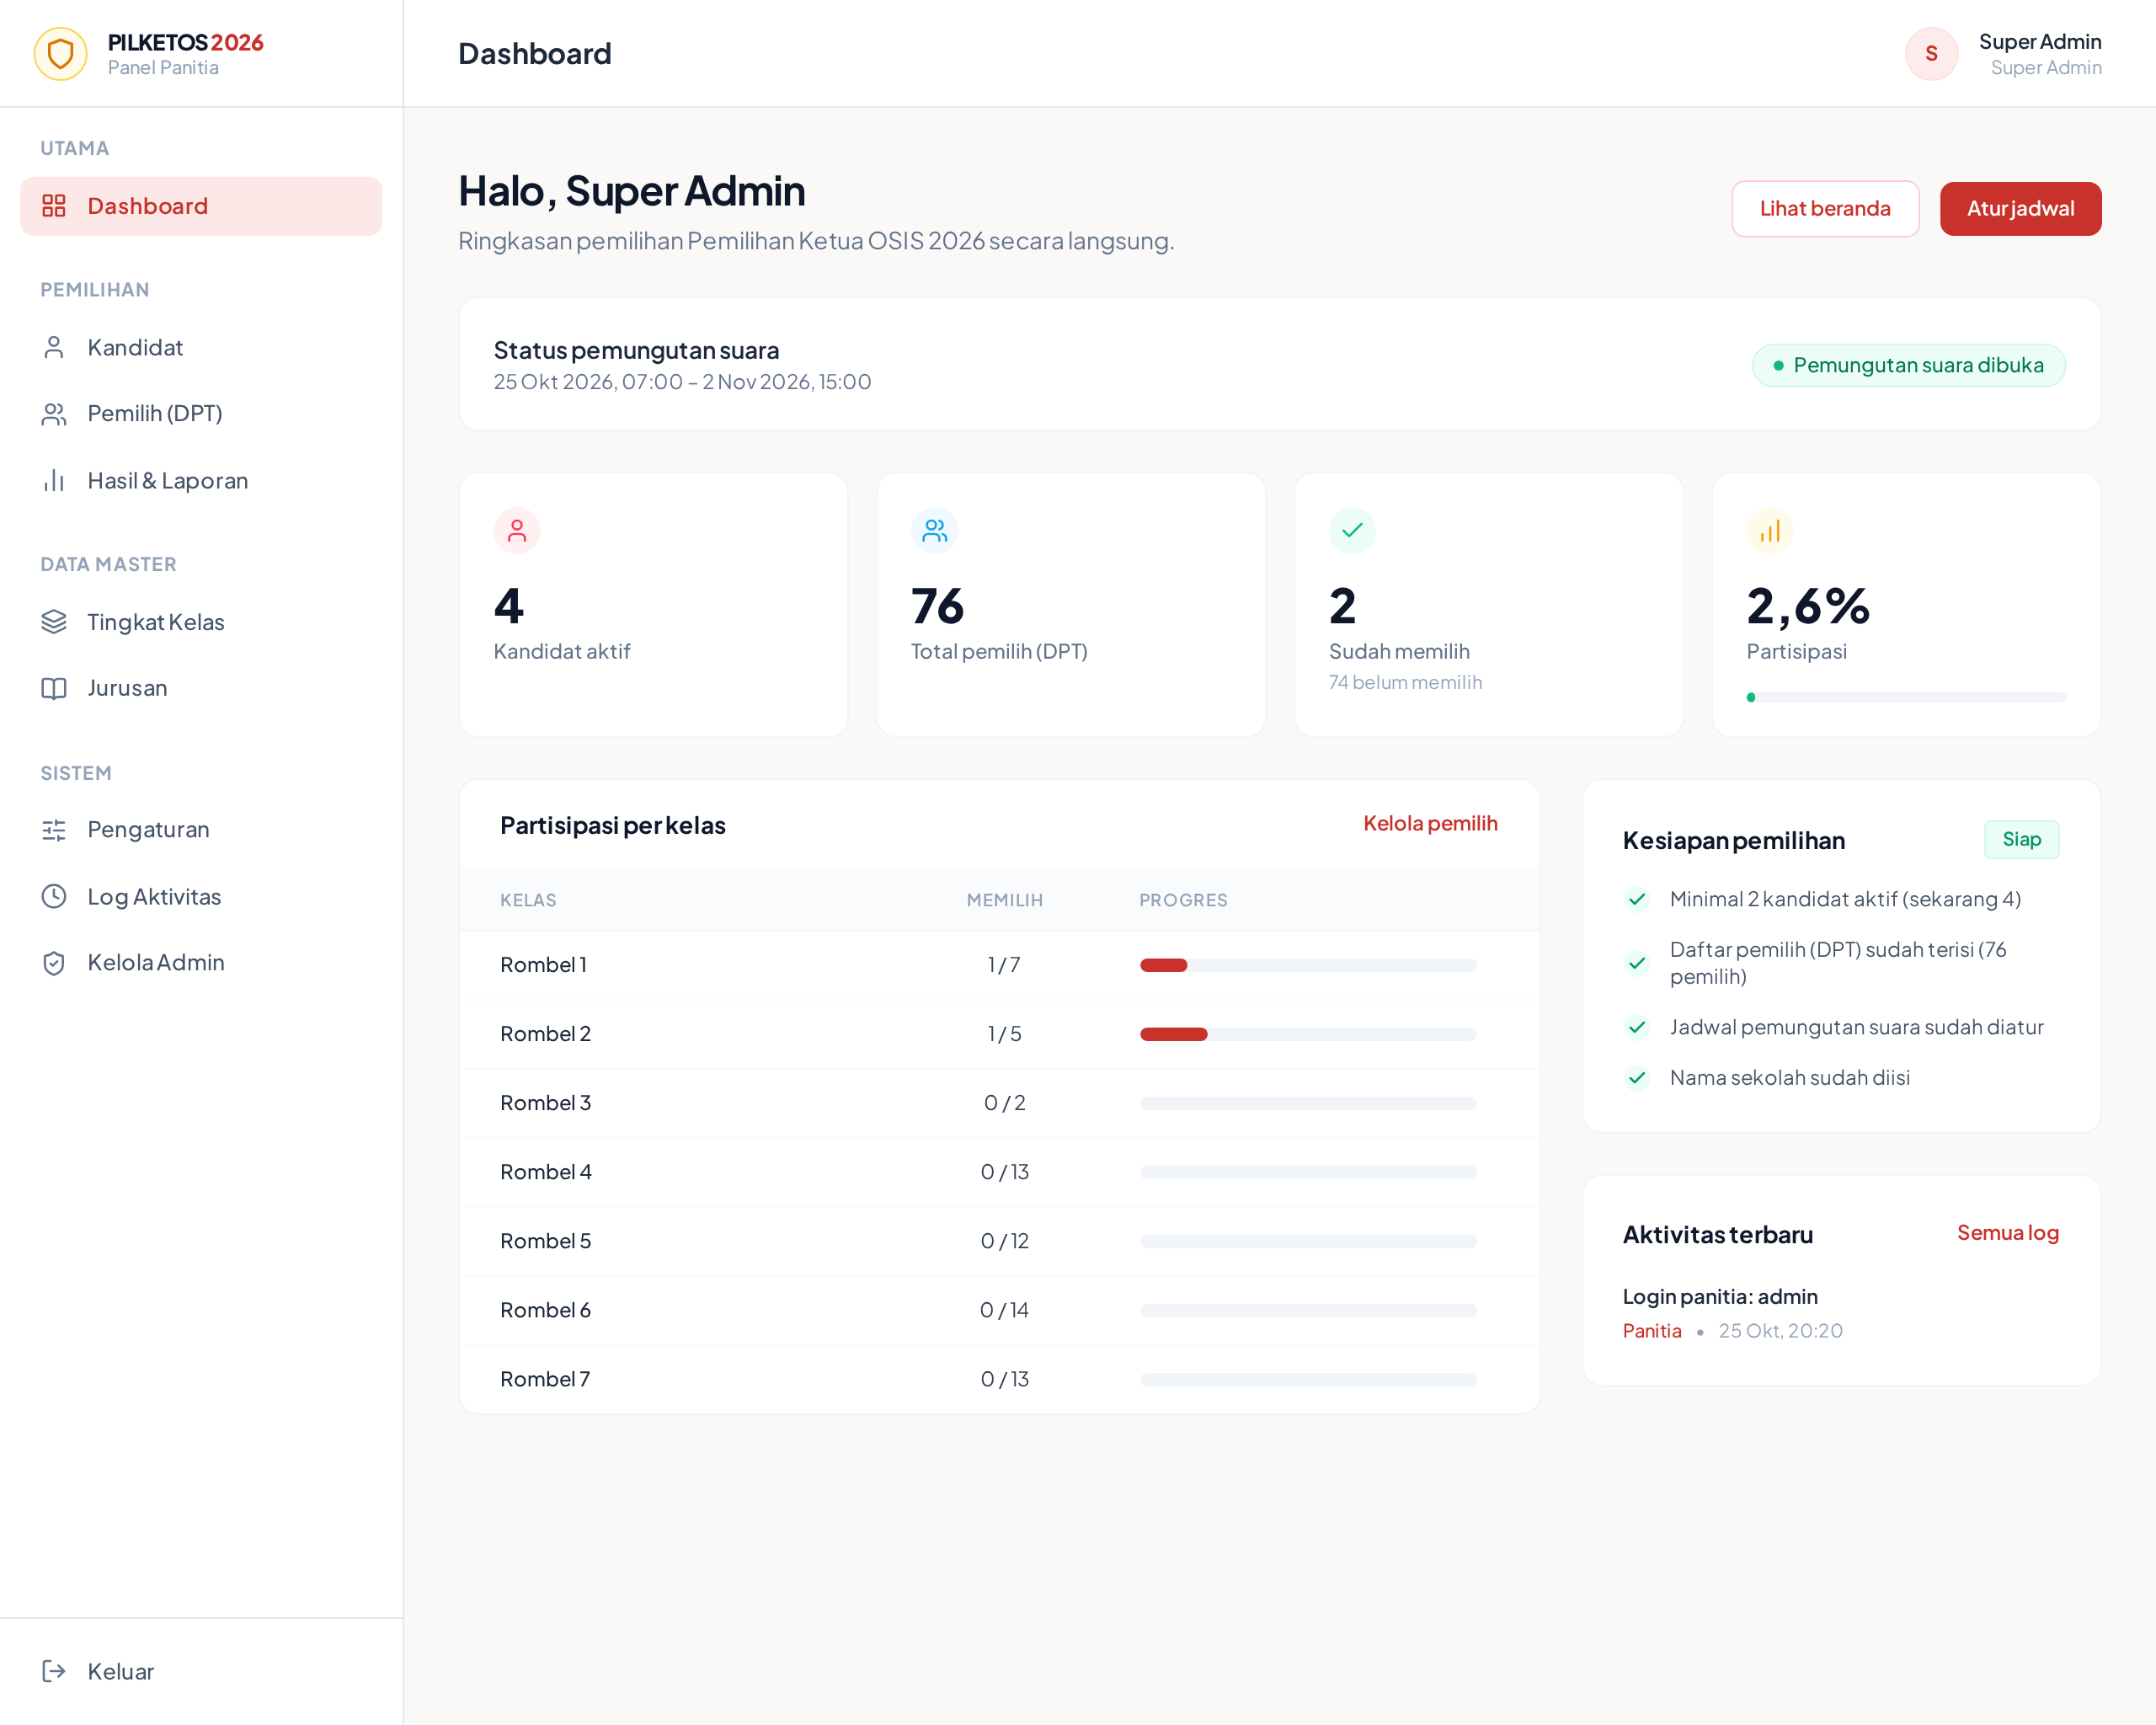 PILKETOS 2026
Panel Panitia
Dashboard
S
Super Admin
Super Admin
UTAMA
Dashboard
PEMILIHAN
Kandidat
Pemilih (DPT)
Hasil & Laporan
DATA MASTER
Tingkat Kelas
Jurusan
SISTEM
Pengaturan
Log Aktivitas
Kelola Admin
Keluar
Halo, Super Admin
Ringkasan pemilihan Pemilihan Ketua OSIS 2026 secara langsung.
Lihat beranda
Atur jadwal
Status pemungutan suara
25 Okt 2026, 07:00 – 2 Nov 2026, 15:00
Pemungutan suara dibuka
4
Kandidat aktif
76
Total pemilih (DPT)
2
Sudah memilih
74 belum memilih
2,6%
Partisipasi
Partisipasi per kelas
Kelola pemilih
KELAS MEMILIH PROGRES
Rombel 1 1 / 7
Rombel 2 1 / 5
Rombel 3 0 / 2
Rombel 4 0 / 13
Rombel 5 0 / 12
Rombel 6 0 / 14
Rombel 7 0 / 13
Kesiapan pemilihan
Siap
Minimal 2 kandidat aktif (sekarang 4)
Daftar pemilih (DPT) sudah terisi (76
pemilih)
Jadwal pemungutan suara sudah diatur
Nama sekolah sudah diisi
Aktivitas terbaru
Semua log
Login panitia: admin
Panitia • 25 Okt, 20:20